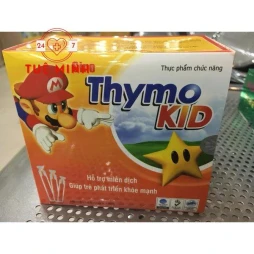 24 7
Thực phẩm chức năng
Thymo
KID
Hỗ trợ miễn dịch
Giúp trẻ phát triển khỏe mạnh